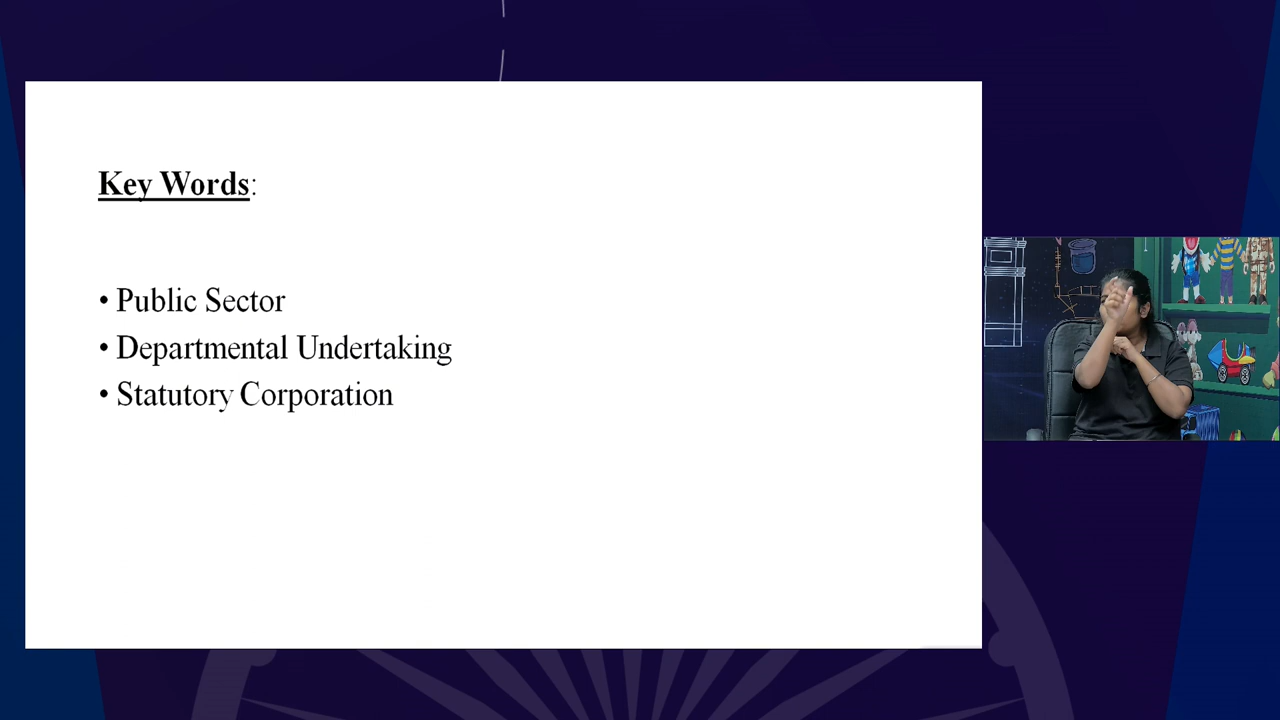 Key Words:
• Public Sector
• Departmental Undertaking
• Statutory Corporation